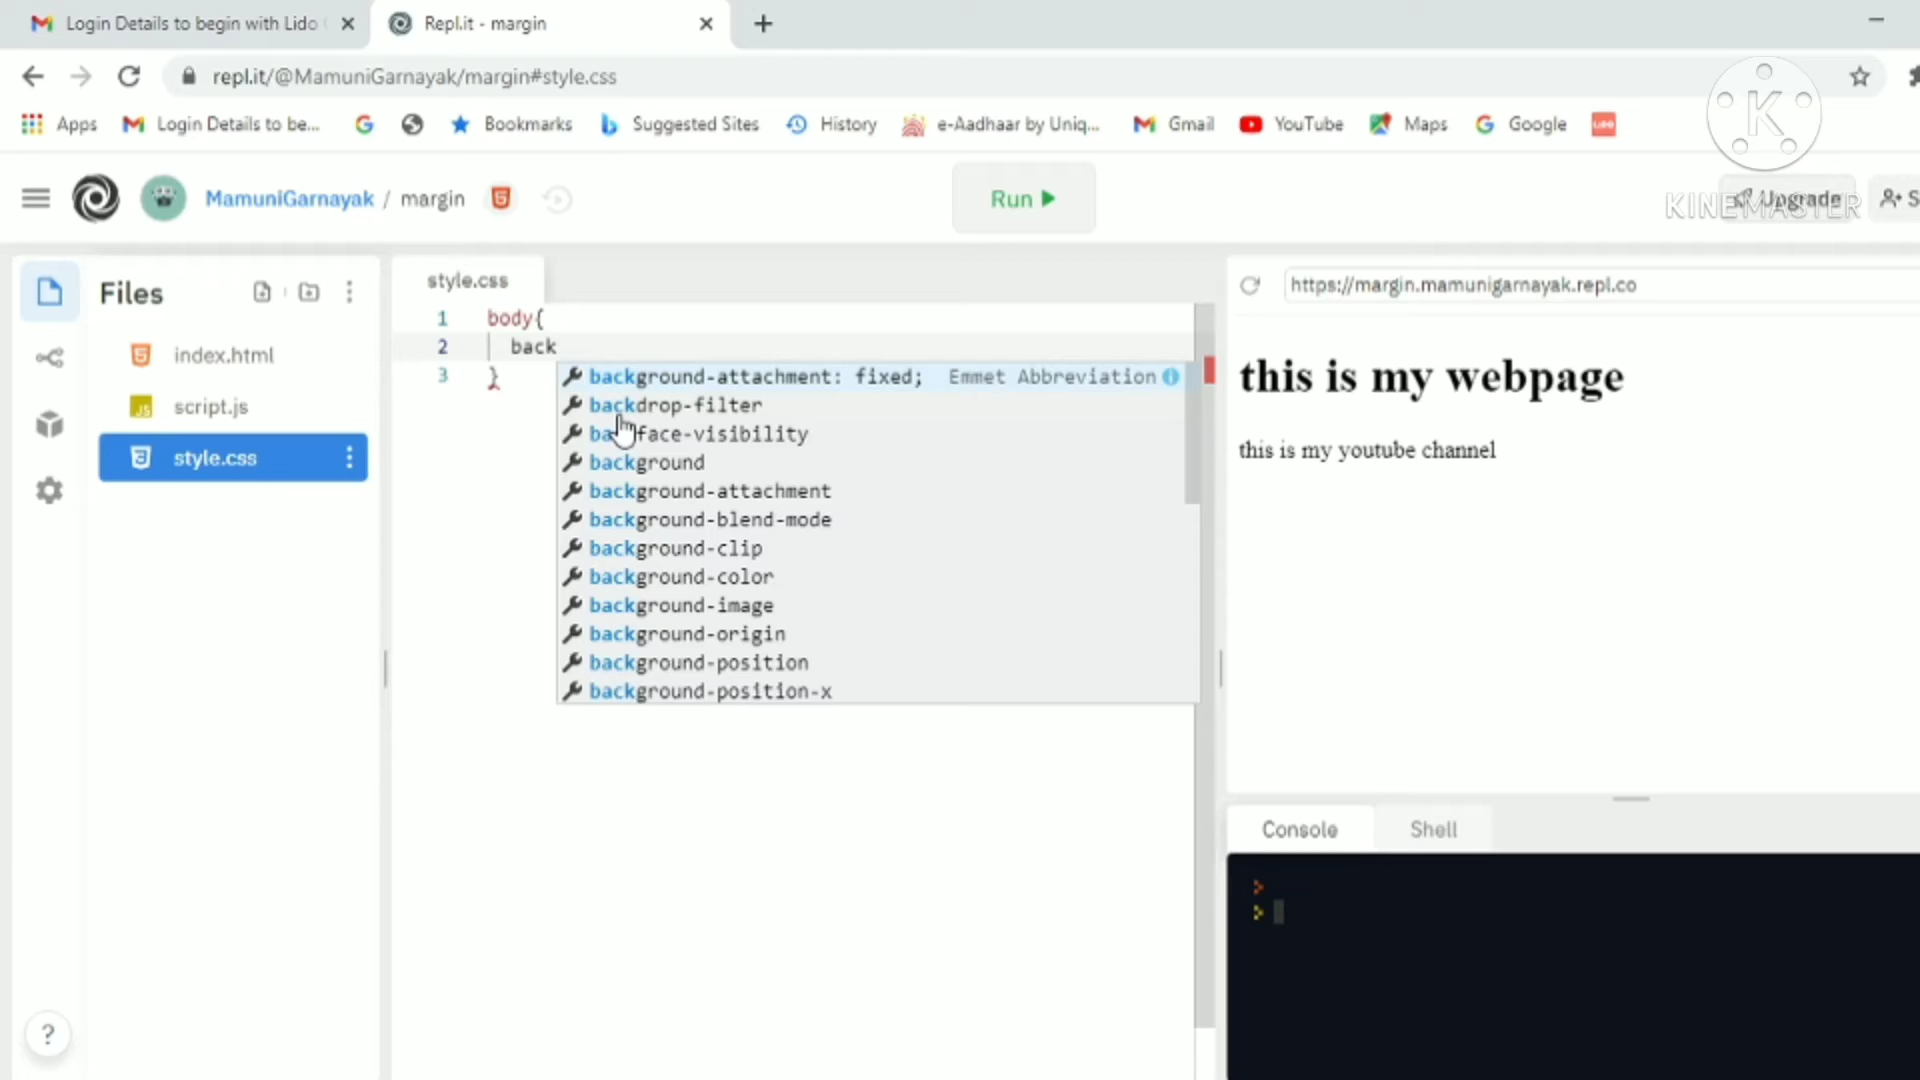 Login Details to begin with Lido
Repl.it - margin
repl.it/@MamuniGarnayak/margin#style.css
Apps
Login Details to be...
Bookmarks
Suggested Sites
History
e-Aadhaar by Uniq...
Gmail
YouTube
Maps
Google
LIDO
K
KINEMASTER
MamuniGarnayak / margin
Run
Upgrade
S
Files
index.html
script.js
style.css
style.css
1 body{
2 back
3 }
background-attachment: fixed; Emmet Abbreviation
backdrop-filter
face-visibility
background
background-attachment
background-blend-mode
background-clip
background-color
background-image
background-origin
background-position
background-position-x
https://margin.mamunigarnayak.repl.co
this is my webpage
this is my youtube channel
Console
Shell
>
>
?